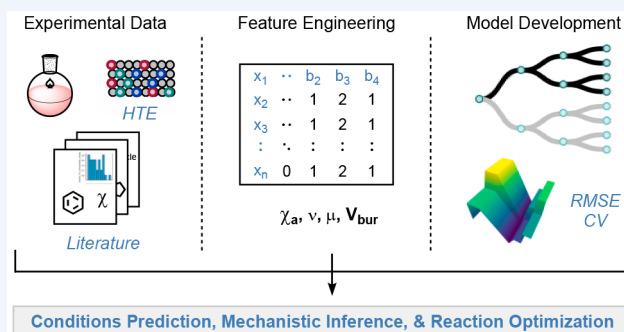 Experimental Data
Feature Engineering
Model Development
HTE
χ
Literature
x1 ·· b2 b3 b4
x2 ·· 1 2 1
x3 ·· 1 2 1
: ⋱ : : :
xn 0 1 2 1
χa, ν, μ, Vbur
RMSE
CV
Conditions Prediction, Mechanistic Inference, & Reaction Optimization